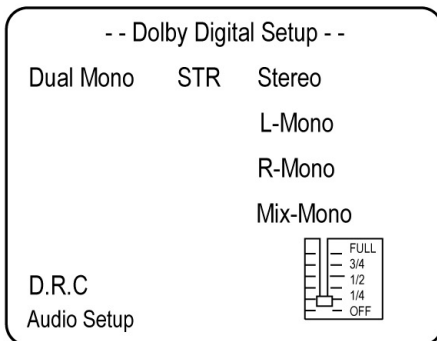 - - Dolby Digital Setup - -
Dual Mono STR Stereo
L-Mono
R-Mono
Mix-Mono
FULL
3/4
1/2
1/4
OFF
D.R.C
Audio Setup